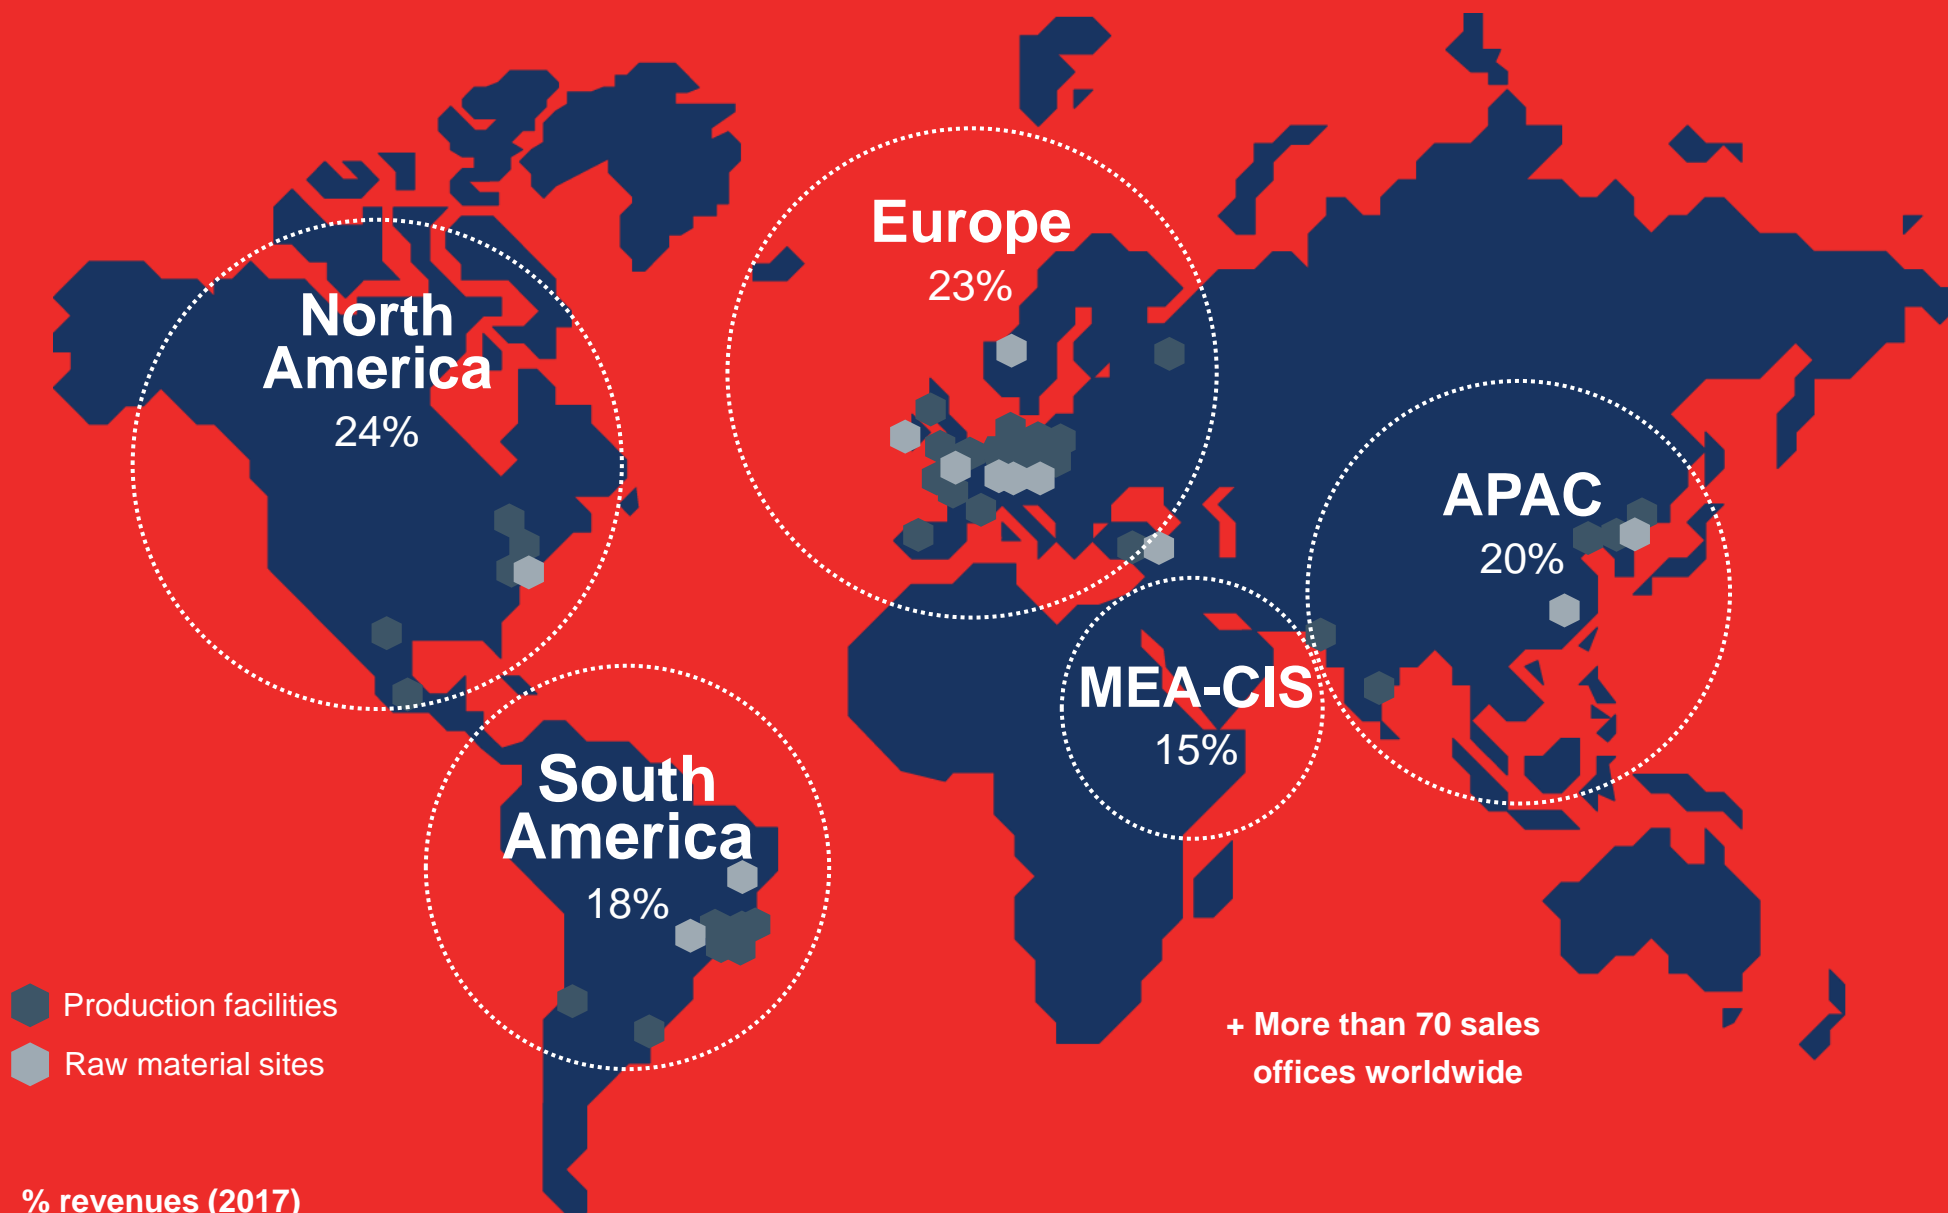 Europe
23%
North
America
24%
APAC
20%
MEA-CIS
15%
South
America
18%
Production facilities
Raw material sites
+ More than 70 sales
offices worldwide
% revenues (2017)